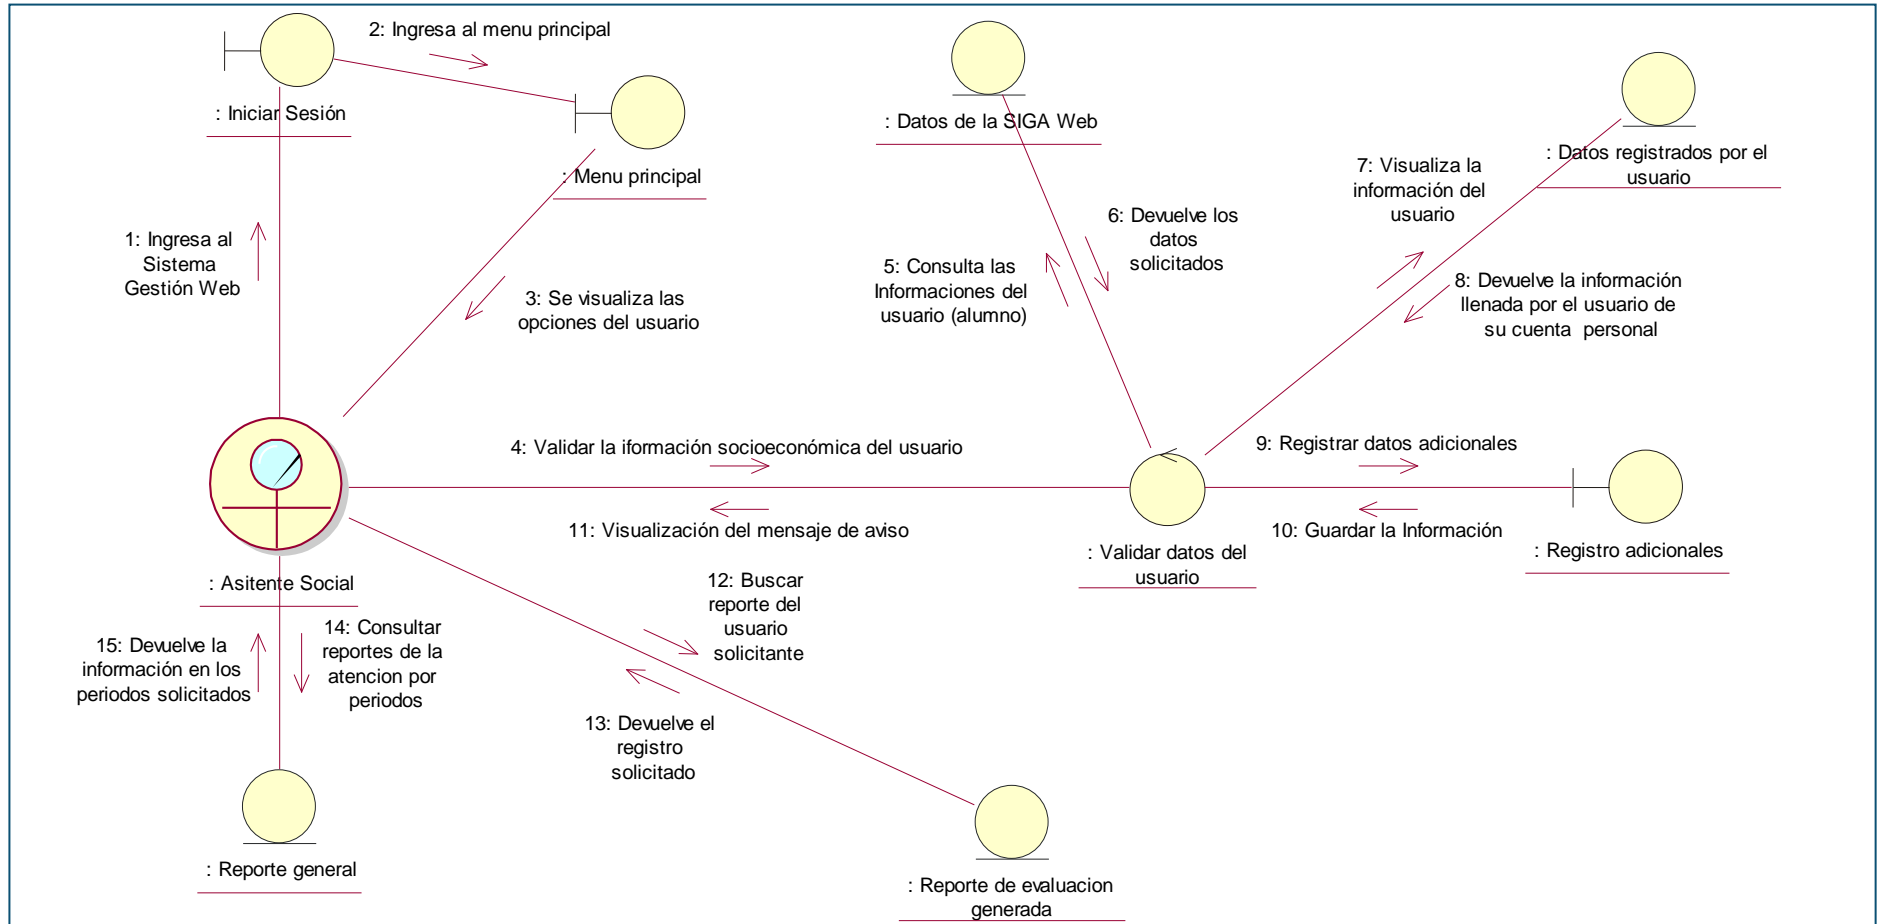 2: Ingresa al menu principal
: Iniciar Sesión
: Menu principal
1: Ingresa al
Sistema
Gestión Web
3: Se visualiza las
opciones del usuario
: Datos de la SIGA Web
: Datos registrados por el
usuario
7: Visualiza la
información del
usuario
6: Devuelve los
datos
solicitados
5: Consulta las
Informaciones del
usuario (alumno)
8: Devuelve la información
llenada por el usuario de
su cuenta personal
4: Validar la iformación socioeconómica del usuario
9: Registrar datos adicionales
11: Visualización del mensaje de aviso
10: Guardar la Información
: Validar datos del
usuario
: Registro adicionales
: Asitente Social
12: Buscar
reporte del
usuario
solicitante
15: Devuelve la
información en los
periodos solicitados
14: Consultar
reportes de la
atencion por
periodos
13: Devuelve el
registro
solicitado
: Reporte general
: Reporte de evaluacion
generada